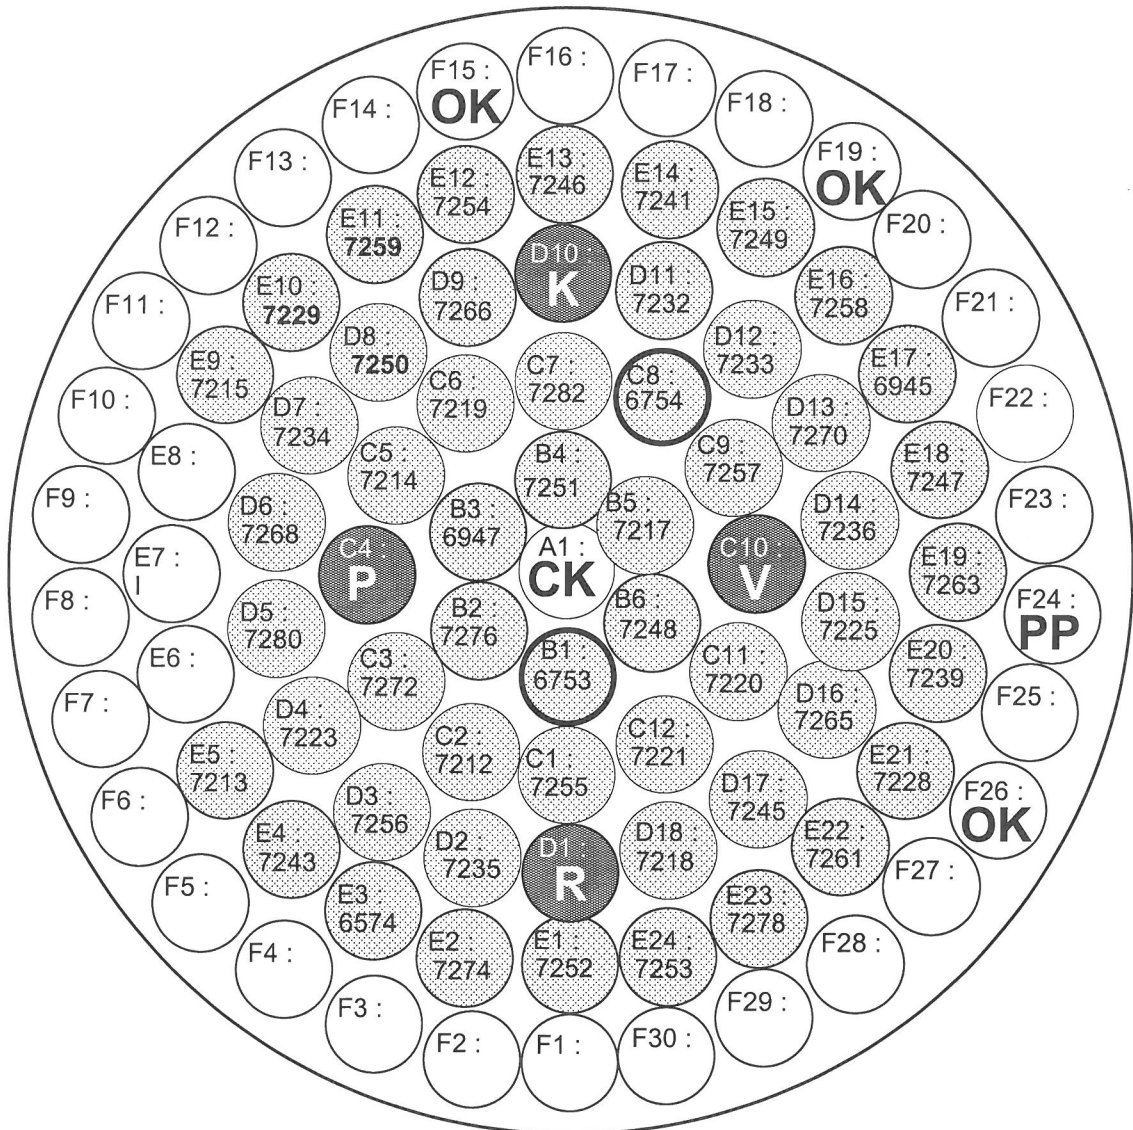 F16 :
F15 :
OK
F17 :
F14 :
F18 :
F13 :
F19 :
OK
E13 :
7246
E12 :
7254
E14 :
7241
F12 :
F20 :
E11 :
7259
E15 :
7249
D10 :
K
F11 :
F21 :
E10 :
7229
E16 :
7258
D9 :
7266
D11 :
7232
D8 :
7250
D12 :
7233
E9 :
7215
E17 :
6945
C7 :
7282
C6 :
7219
C8 :
6754
F10 :
F22 :
D7 :
7234
D13 :
7270
E8 :
E18 :
7247
C5 :
7214
C9 :
7257
B4 :
7251
F9 :
F23 :
D6 :
7268
D14 :
7236
B3 :
6947
B5 :
7217
E7 :
I
C4 :
P
A1 :
CK
C10 :
V
E19 :
7263
F8 :
F24 :
PP
D5 :
7280
B2 :
7276
B6 :
7248
D15 :
7225
E6 :
E20 :
7239
C3 :
7272
B1 :
6753
C11 :
7220
F7 :
F25 :
D4 :
7223
D16 :
7265
C2 :
7212
C12 :
7221
E5 :
7213
C1 :
7255
E21 :
7228
F6 :
F26 :
OK
D3 :
7256
D17 :
7245
E4 :
7243
D2 :
7235
D1 :
R
D18 :
7218
E22 :
7261
F5 :
F27 :
E3 :
6574
E23 :
7278
F4 :
E2 :
7274
E1 :
7252
E24 :
7253
F28 :
F3 :
F29 :
F2 :
F1 :
F30 :